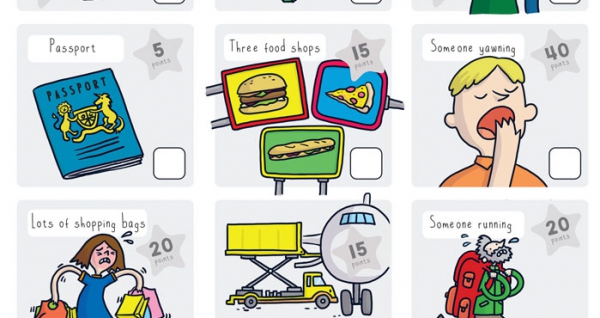 Passport
5
points
PASSPORT
Three food shops
15
points
Someone yawning
40
points
Lots of shopping bags
20
points
15
points
Someone running
20
points